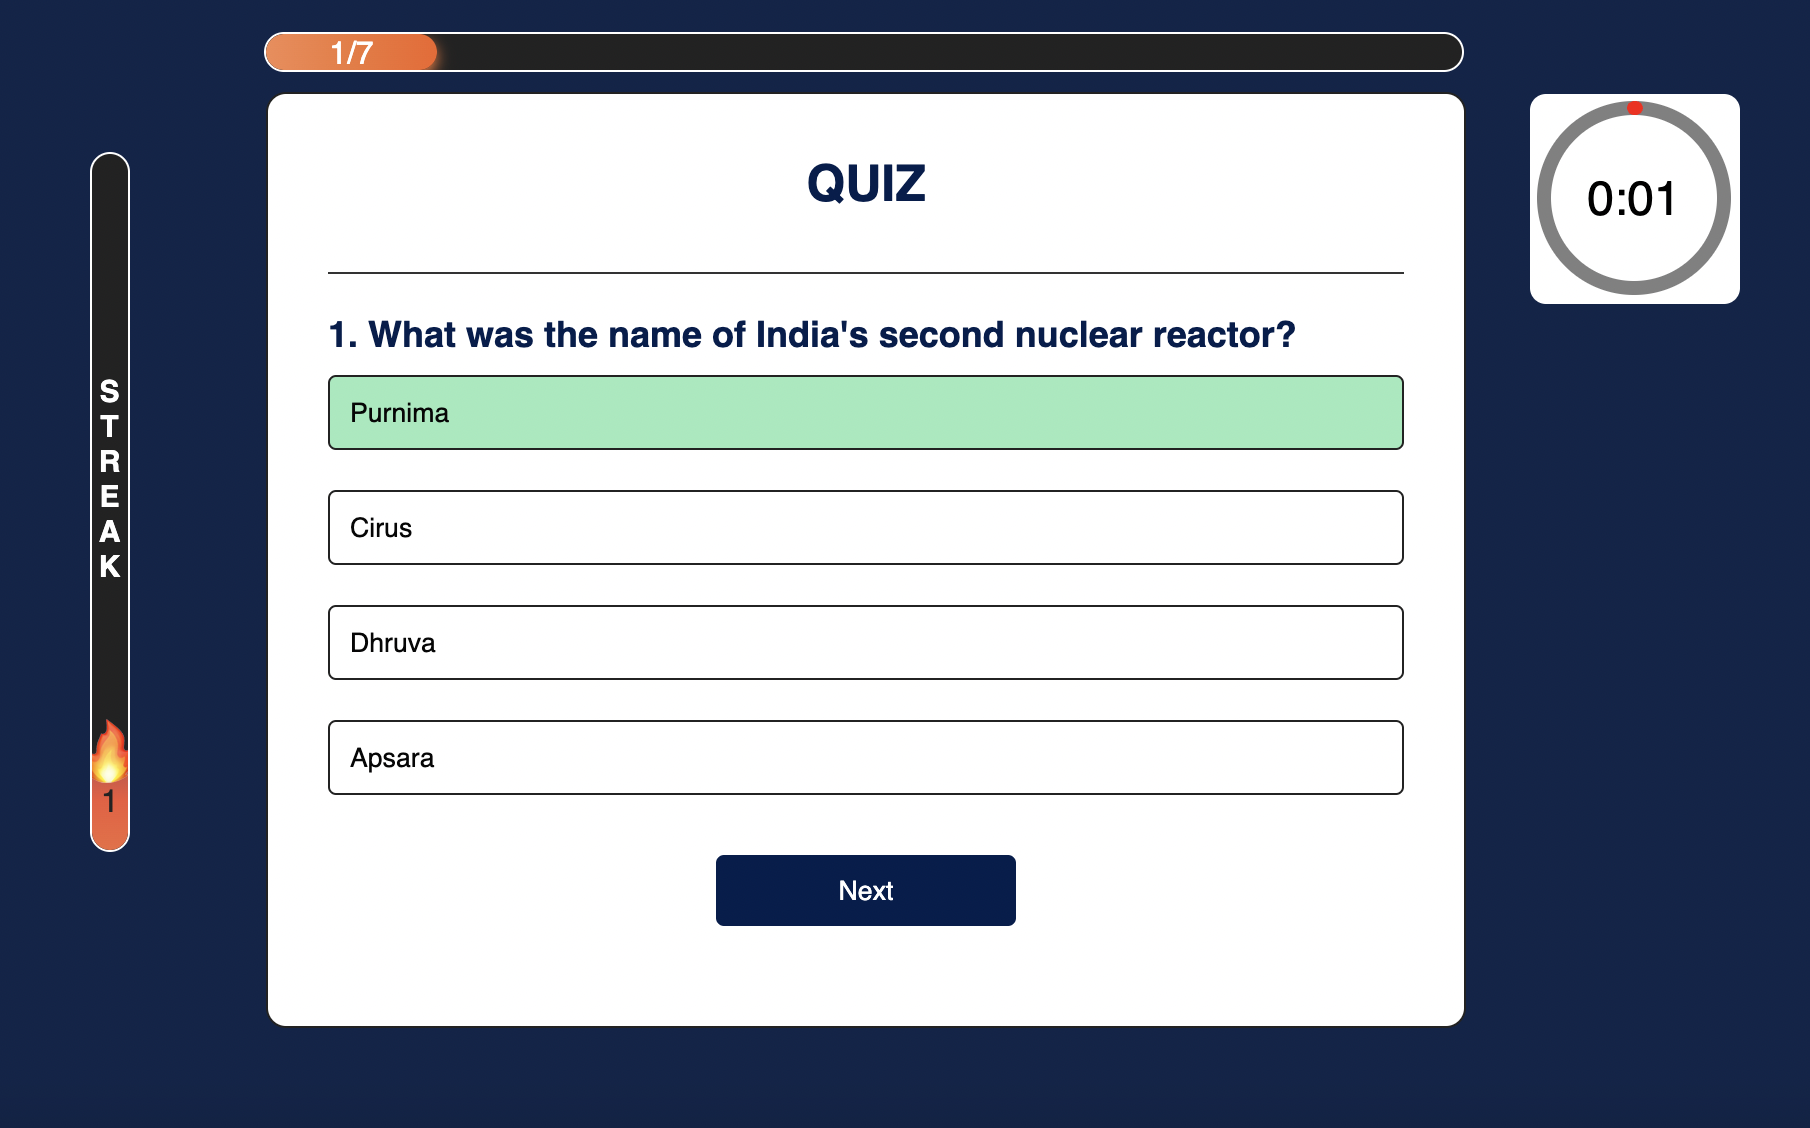 1/7
QUIZ
0:01
1. What was the name of India's second nuclear reactor?
Purnima
Cirus
Dhruva
Apsara
Next
STREAK
1